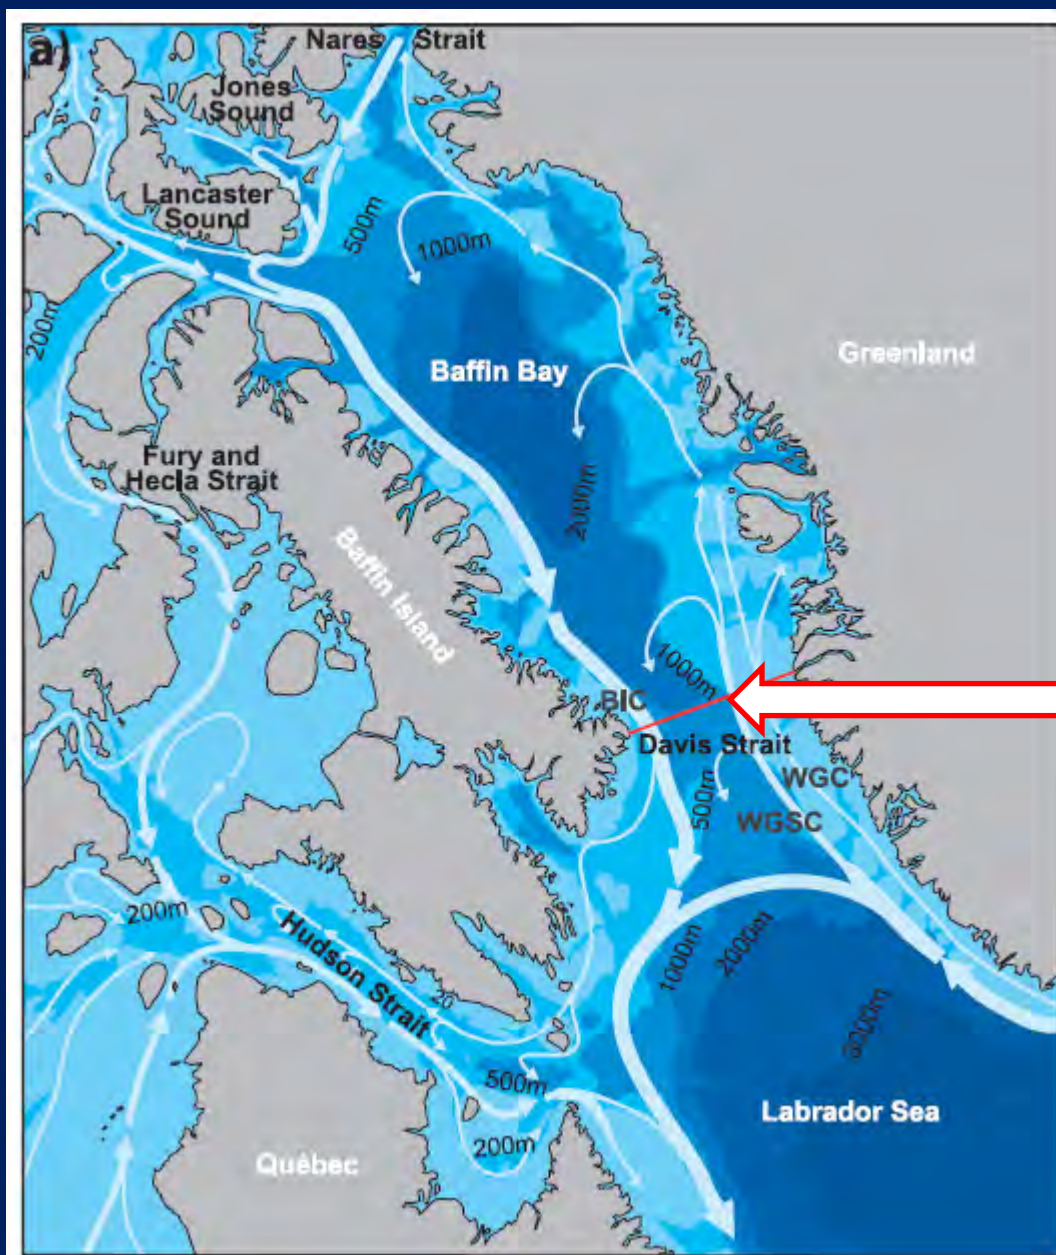 a)
Nares Strait
Jones
Sound
Lancaster
Sound
500m
1000m
200m
Baffin Bay
Greenland
Fury and
Hecla Strait
2000m
Baffin Island
1000m
BIC
Davis Strait
WGC
500m
WGSC
200m
Hudson Strait
20
1000m
2000m
3000m
500m
Labrador Sea
200m
Québec